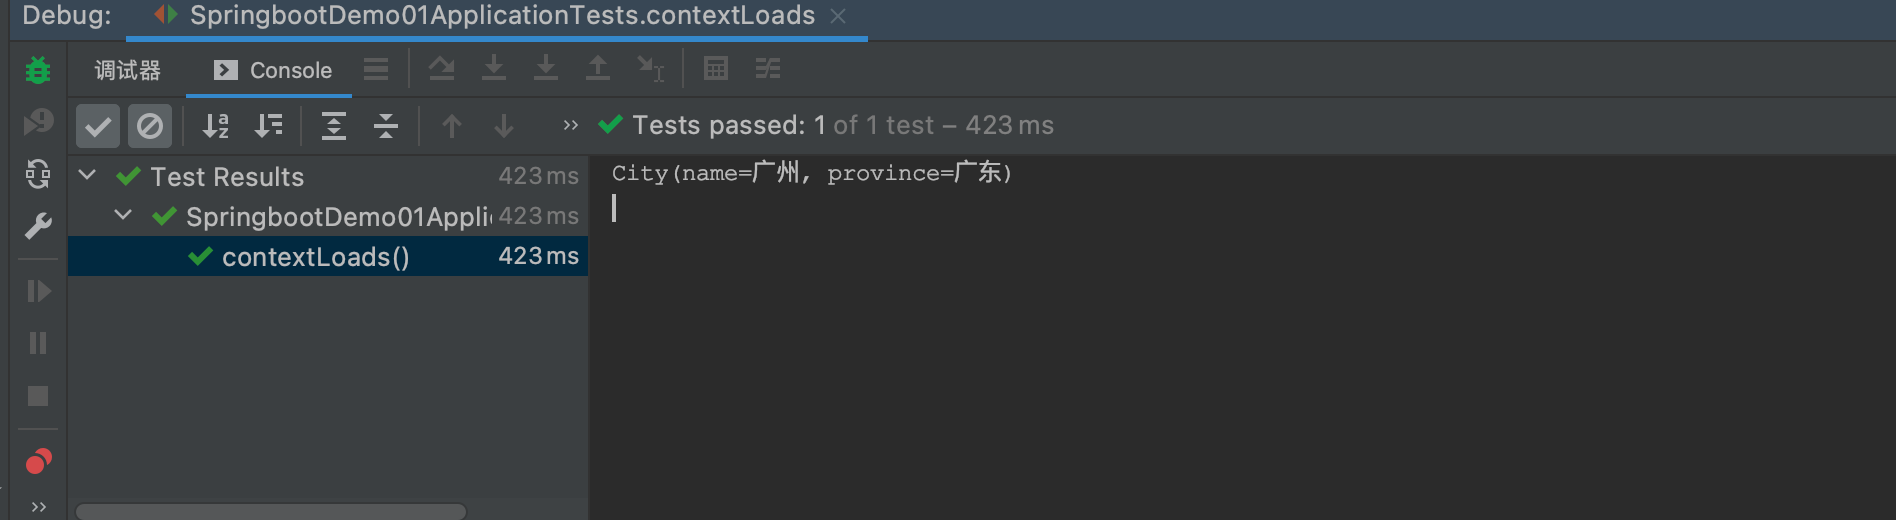 Debug: SpringbootDemo01ApplicationTests.contextLoads
调试器 Console
Tests passed: 1 of 1 test – 423 ms
Test Results 423 ms
SpringbootDemo01Appli 423 ms
contextLoads() 423 ms
City(name=广州, province=广东)